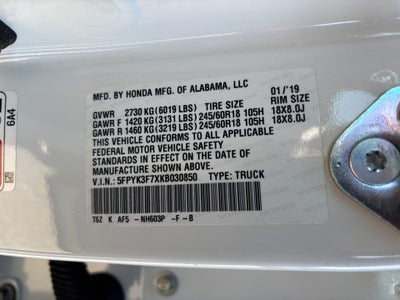 MFD. BY HONDA MFG. OF ALABAMA, LLC
GVWR 2730 KG (6019 LBS) TIRE SIZE 01/'19 RIM SIZE
GAWR F 1420 KG (3131 LBS) 245/60R18 105H 18X8.0J
GAWR R 1460 KG (3219 LBS) 245/60R18 105H 18X8.0J
THIS VEHICLE CONFORMS TO ALL APPLICABLE
FEDERAL MOTOR VEHICLE SAFETY
STANDARDS IN EFFECT ON THE DATE OF
MANUFACTURE SHOWN ABOVE.
V.I.N: 5FPYK3F7XKB030850 TYPE: TRUCK
T6Z K AF5 -NH603P -F -B
6A4